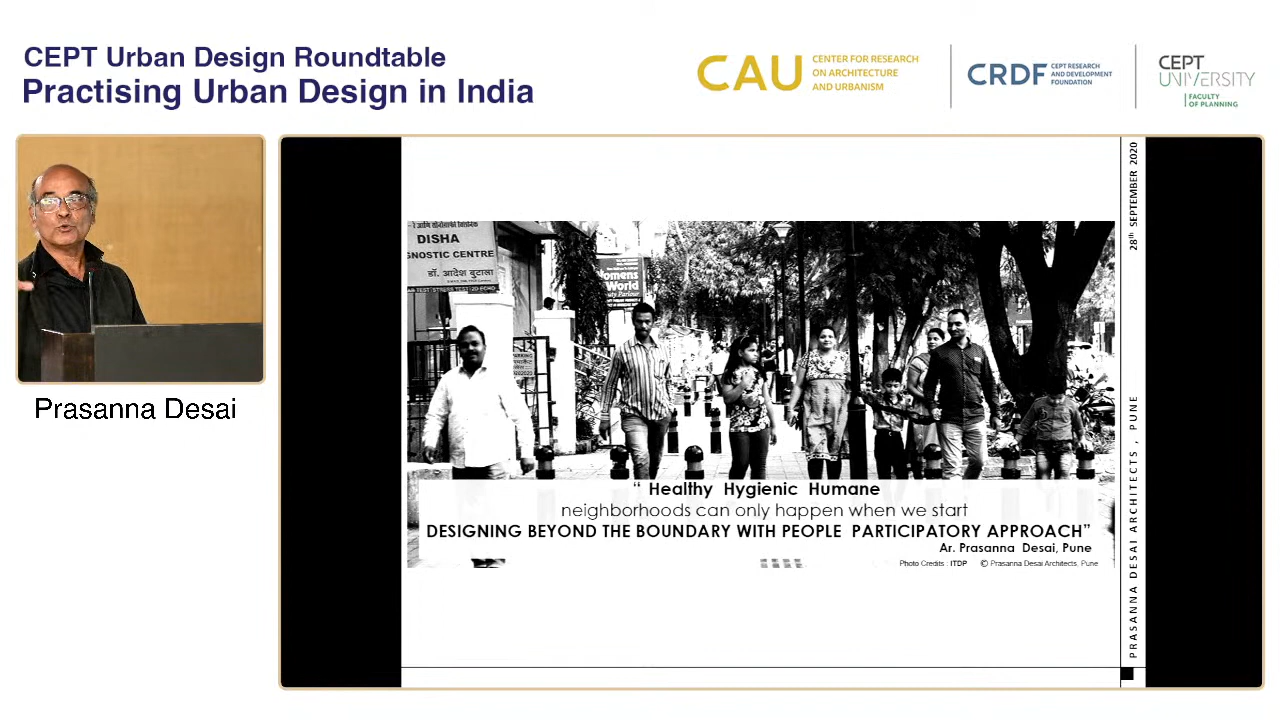 CEPT Urban Design Roundtable
Practising Urban Design in India
CAU
CENTER FOR RESEARCH
ON ARCHITECTURE
AND URBANISM
CRDF
CEPT RESEARCH
AND DEVELOPMENT
FOUNDATION
CEPT
UNIVERSITY
FACULTY
OF PLANNING
Prasanna Desai
28th SEPTEMBER 2020
PRASANNA DESAI ARCHITECTS , PUNE
DISHA
GNOSTIC CENTRE
डॉ. आदेश बुटाला
omens
World
“ Healthy Hygienic Humane
neighborhoods can only happen when we start
DESIGNING BEYOND THE BOUNDARY WITH PEOPLE PARTICIPATORY APPROACH”
Ar. Prasanna Desai, Pune
Photo Credits : ITDP © Prasanna Desai Architects, Pune